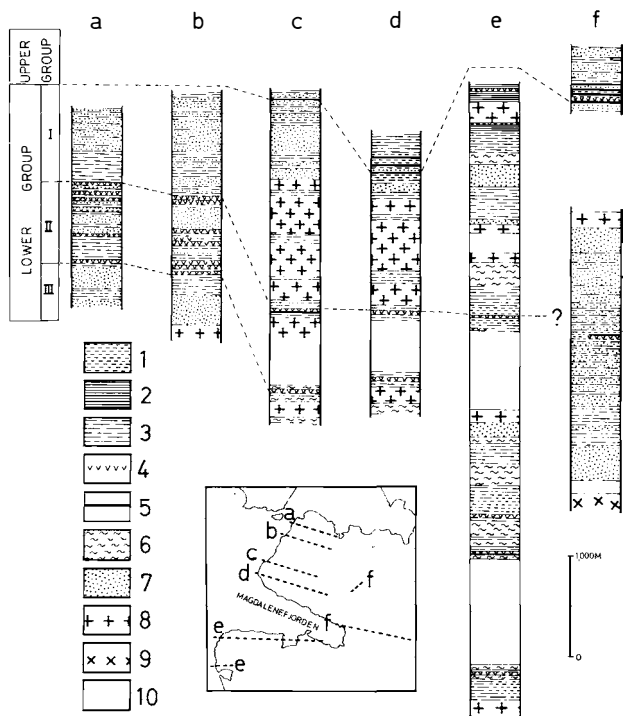 a b c d e f
UPPER GROUP
LOWER GROUP
I
II
III
?
1
2
3
4
5
6
7
8
9
10
a
b
c
d
f
MAGDALENEFJORDEN
f
e
e
1000M
0